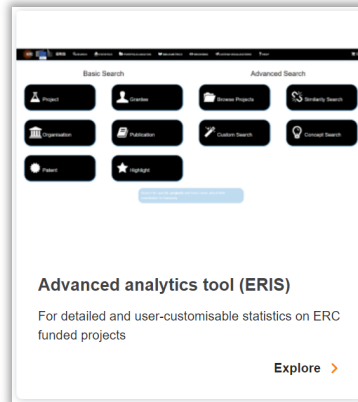 ERIS
Basic Search
Advanced Search
Project
Grantee
Browse Projects
Similarity Search
Organisation
Publication
Custom Search
Concept Search
Patent
Highlight
Advanced analytics tool (ERIS)
For detailed and user-customisable statistics on ERC
funded projects
Explore